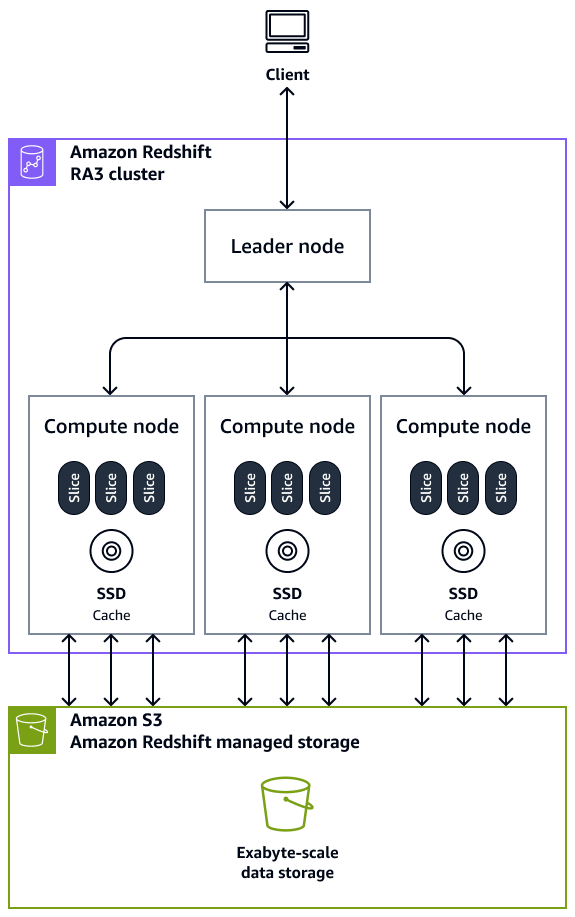 Client
Amazon Redshift
RA3 cluster
Leader node
Compute node
Slice
Slice
Slice
SSD
Cache
Compute node
Slice
Slice
Slice
SSD
Cache
Compute node
Slice
Slice
Slice
SSD
Cache
Amazon S3
Amazon Redshift managed storage
Exabyte-scale
data storage